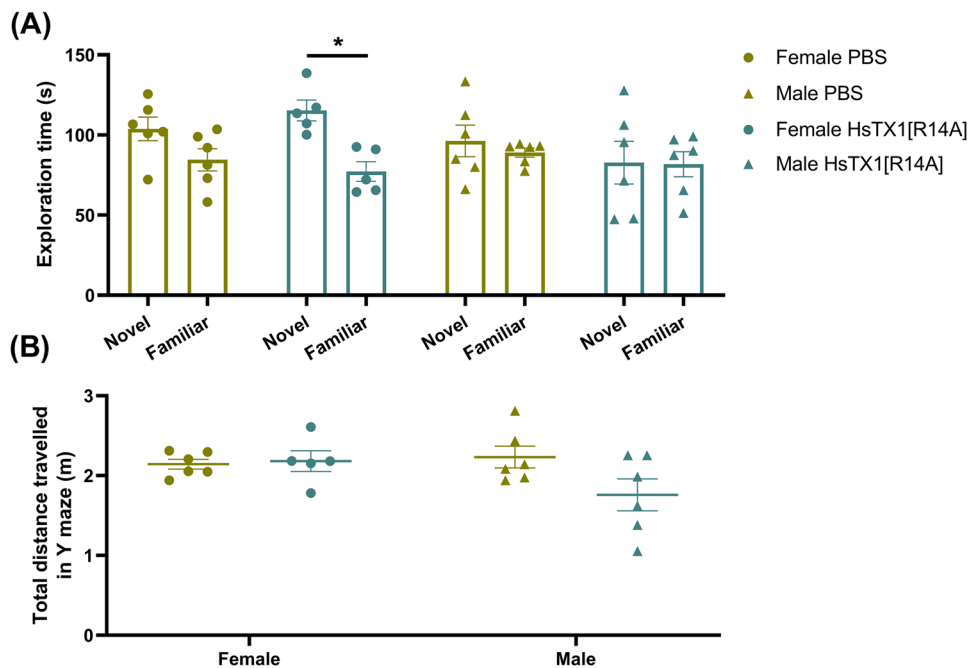 (A)
*
Exploration time (s)
150
100
50
0
Novel
Familiar
Novel
Familiar
Novel
Familiar
Novel
Familiar
Female PBS
Male PBS
Female HsTX1[R14A]
Male HsTX1[R14A]
(B)
Total distance travelled
in Y maze (m)
3
2
1
0
Female
Male